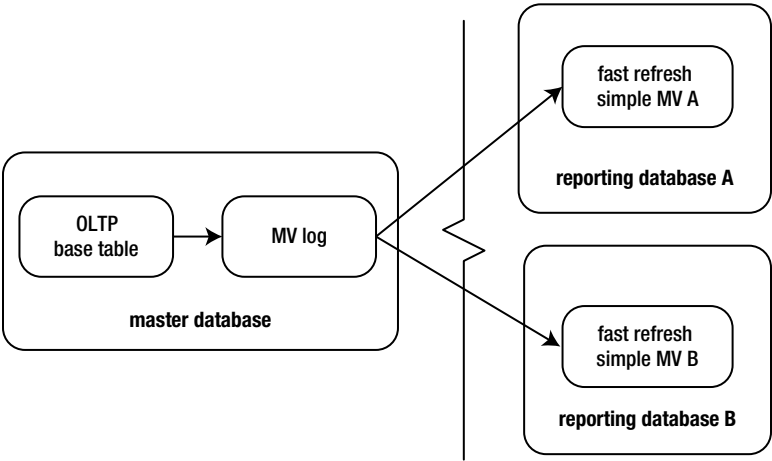 OLTP
base table
MV log
master database
fast refresh
simple MV A
reporting database A
fast refresh
simple MV B
reporting database B